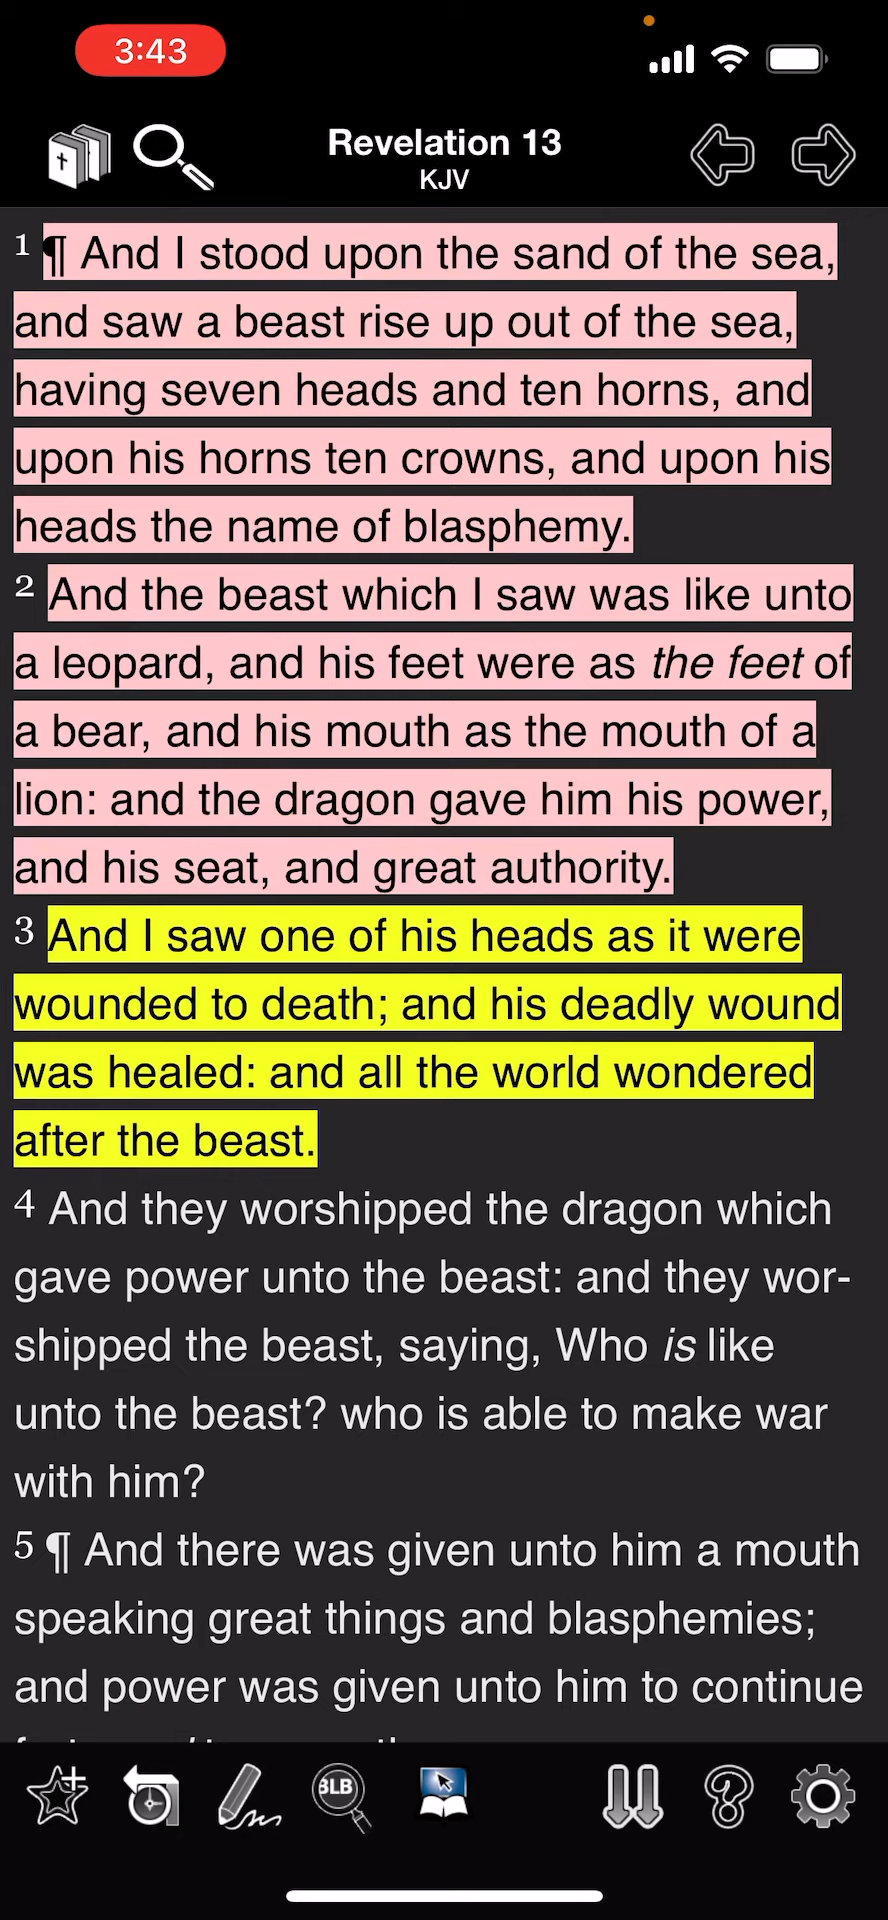 3:43
Revelation 13
KJV
1 ¶ And I stood upon the sand of the sea,
and saw a beast rise up out of the sea,
having seven heads and ten horns, and
upon his horns ten crowns, and upon his
heads the name of blasphemy.
2 And the beast which I saw was like unto
a leopard, and his feet were as the feet of
a bear, and his mouth as the mouth of a
lion: and the dragon gave him his power,
and his seat, and great authority.
3 And I saw one of his heads as it were
wounded to death; and his deadly wound
was healed: and all the world wondered
after the beast.
4 And they worshipped the dragon which
gave power unto the beast: and they wor-
shipped the beast, saying, Who is like
unto the beast? who is able to make war
with him?
5 ¶ And there was given unto him a mouth
speaking great things and blasphemies;
and power was given unto him to continue
BLB